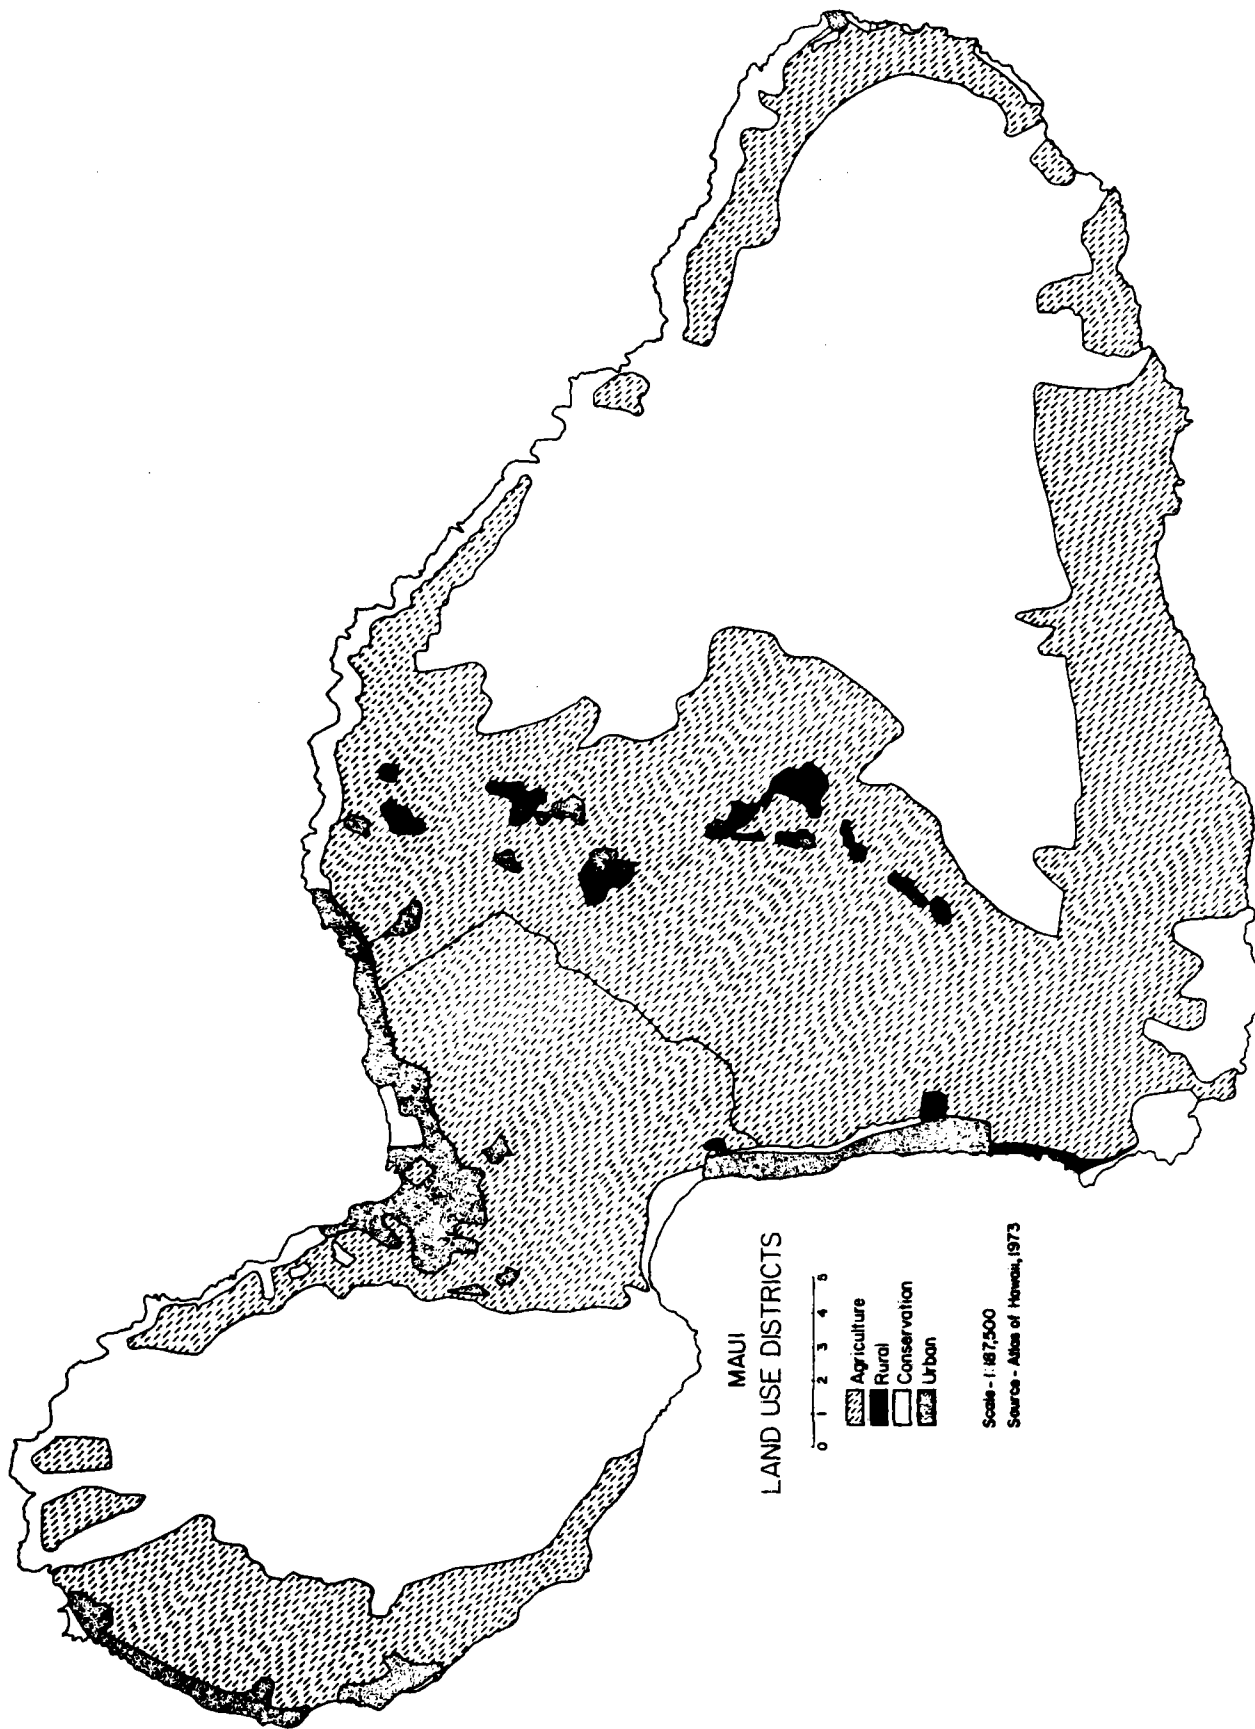 MAUI
LAND USE DISTRICTS
0 1 2 3 4 5
Agriculture
Rural
Conservation
Urban
Scale - 1:187,500
Source - Atlas of Hawaii, 1973